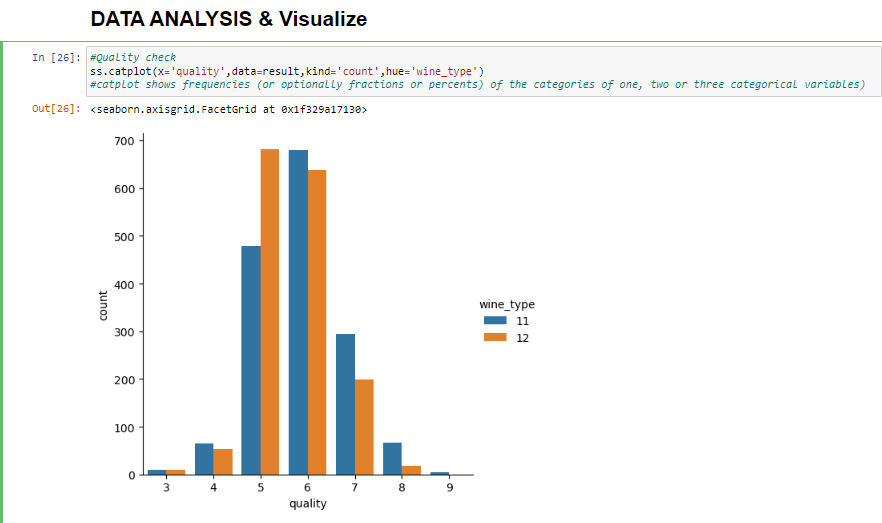 DATA ANALYSIS & Visualize
In [26]: #Quality check
ss.catplot(x='quality',data=result,kind='count',hue='wine_type')
#catplot shows frequencies (or optionally fractions or percents) of the categories of one, two or three categorical variables)
Out[26]: <seaborn.axisgrid.FacetGrid at 0x1f329a17130>
700
600
500
400
300
200
100
0
count
3 4 5 6 7 8 9
quality
wine_type
11
12